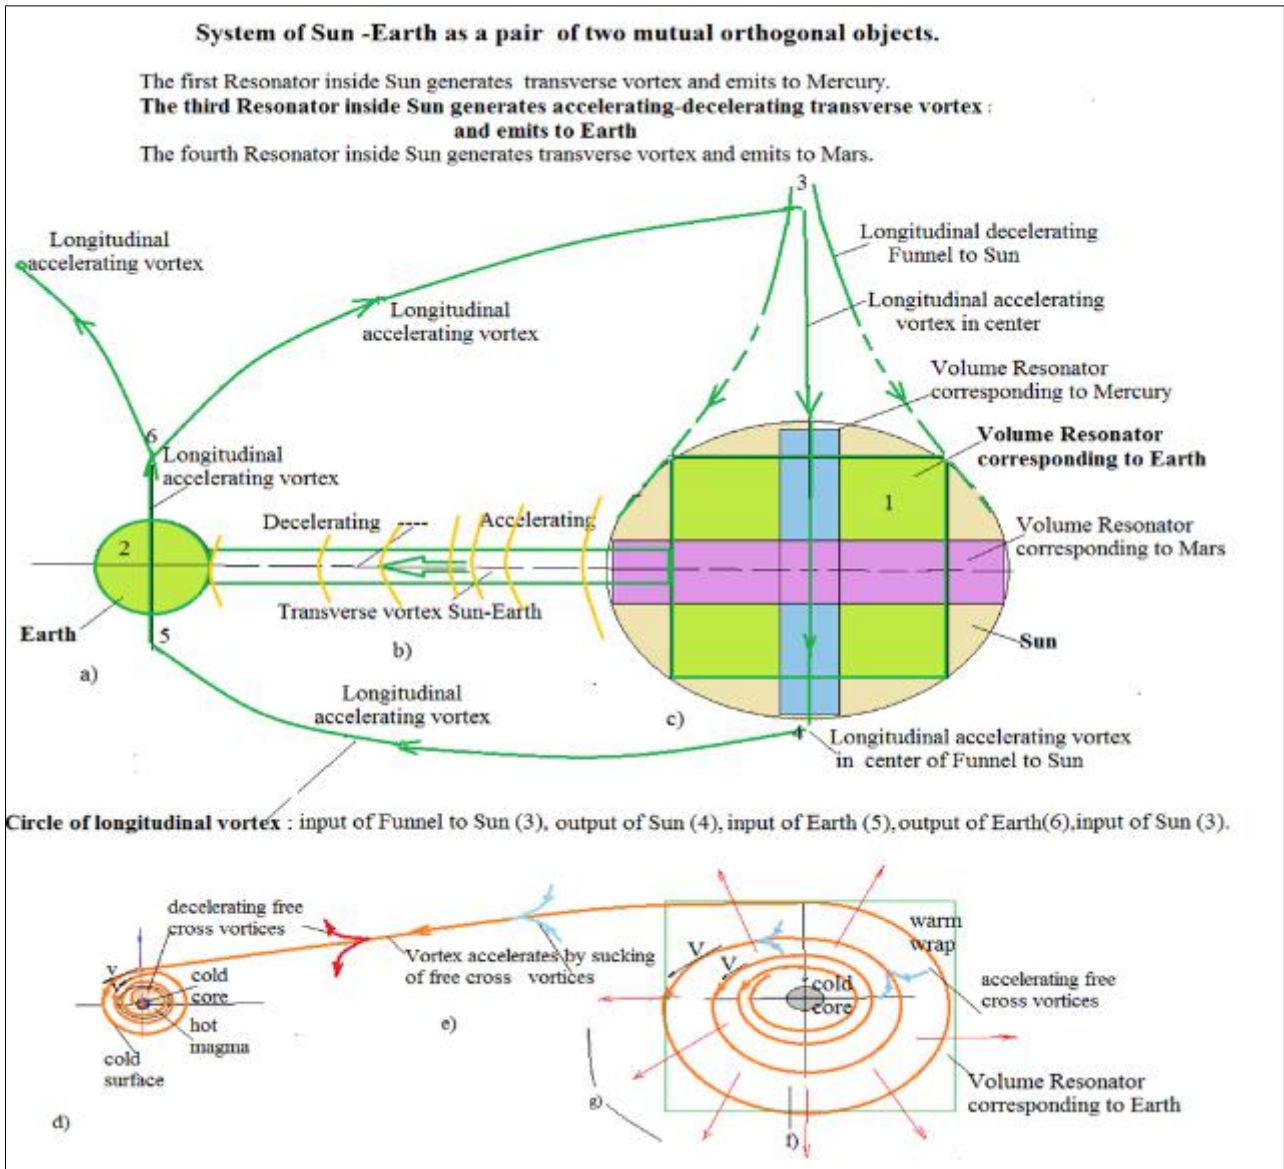 System of Sun -Earth as a pair of two mutual orthogonal objects.
The first Resonator inside Sun generates transverse vortex and emits to Mercury.
The third Resonator inside Sun generates accelerating-decelerating transverse vortex :
and emits to Earth
The fourth Resonator inside Sun generates transverse vortex and emits to Mars.
3
Longitudinal
accelerating vortex
Longitudinal decelerating
Funnel to Sun
Longitudinal
accelerating vortex
Longitudinal accelerating
vortex in center
Volume Resonator
corresponding to Mercury
6
Longitudinal
accelerating vortex
Volume Resonator
corresponding to Earth
1
Decelerating ---- Accelerating
2
Volume Resonator
corresponding to Mars
Transverse vortex Sun-Earth
Earth
5
b)
Sun
a)
Longitudinal
accelerating vortex
c)
4
Longitudinal accelerating vortex
in center of Funnel to Sun
Circle of longitudinal vortex : input of Funnel to Sun (3), output of Sun (4), input of Earth (5),output of Earth(6),input of Sun (3).
decelerating free
cross vortices
warm
wrap
Vortex accelerates by sucking
of free cross vortices
V
V
V
cold
core
cold
core
accelerating free
cross vortices
e)
hot
magma
cold
surface
Volume Resonator
corresponding to Earth
g)
d)
f)